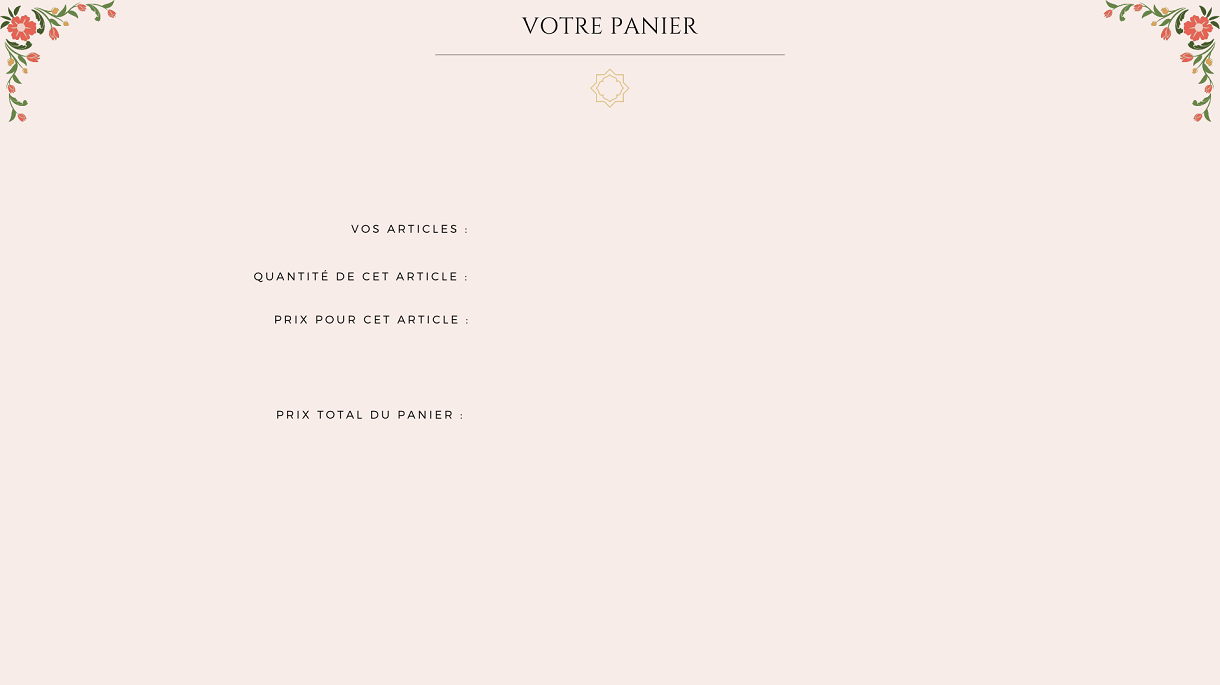 VOTRE PANIER
VOS ARTICLES :
QUANTITÉ DE CET ARTICLE :
PRIX POUR CET ARTICLE :
PRIX TOTAL DU PANIER :